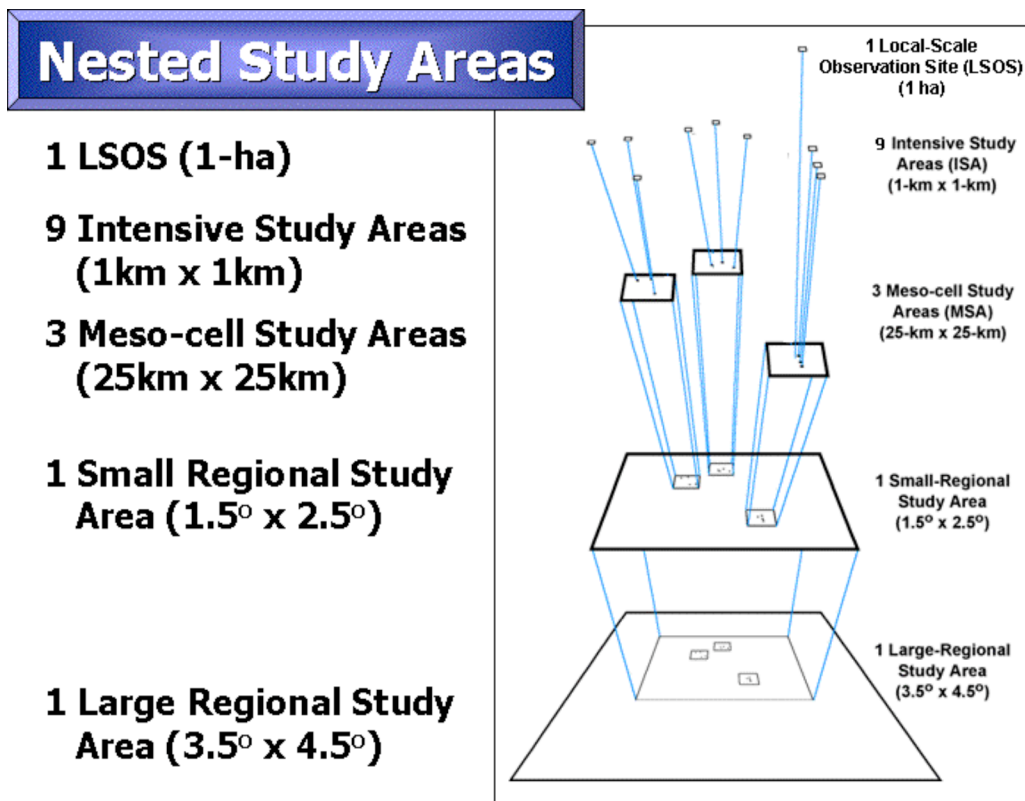 Nested Study Areas
1 LSOS (1-ha)
9 Intensive Study Areas
(1km x 1km)
3 Meso-cell Study Areas
(25km x 25km)
1 Small Regional Study
Area (1.5º x 2.5º)
1 Large Regional Study
Area (3.5º x 4.5º)
1 Local-Scale
Observation Site (LSOS)
(1 ha)
9 Intensive Study
Areas (ISA)
(1-km x 1-km)
3 Meso-cell Study
Areas (MSA)
(25-km x 25-km)
1 Small-Regional
Study Area
(1.5º x 2.5º)
1 Large-Regional
Study Area
(3.5º x 4.5º)